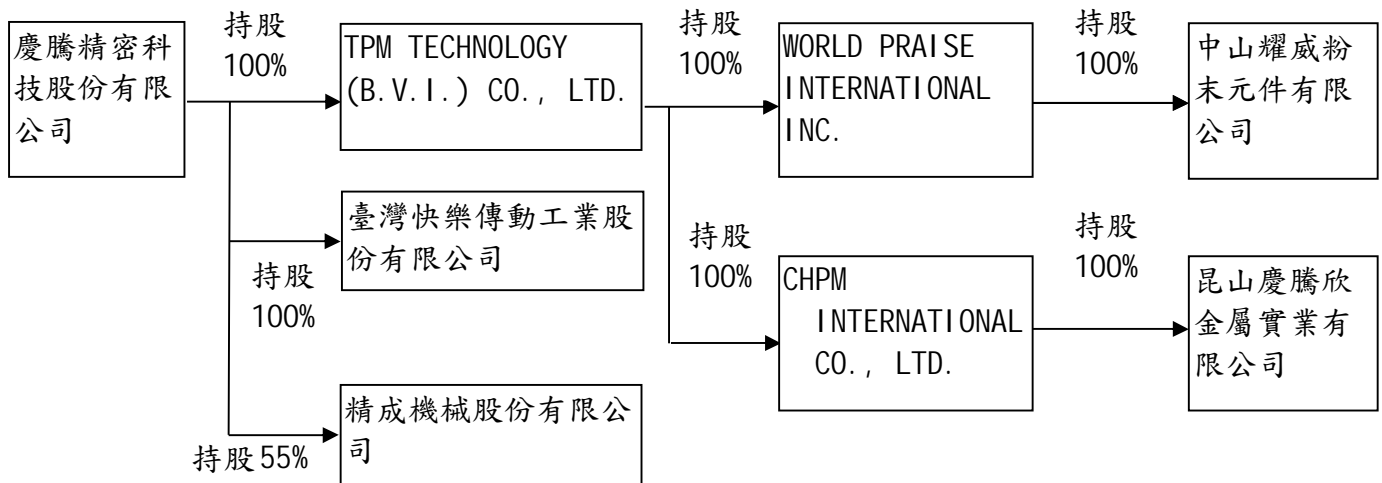 持股
100%
慶騰精密科
技股份有限
公司
TPM TECHNOLOGY
(B.V.I.) CO., LTD.
持股
100%
WORLD PRAISE
INTERNATIONAL
INC.
持股
100%
中山耀威粉
末元件有限
公司
臺灣快樂傳動工業股
份有限公司
持股
100%
持股
100%
CHPM
INTERNATIONAL
CO., LTD.
持股
100%
昆山慶騰欣
金屬實業有
限公司
精成機械股份有限公
司
持股55%